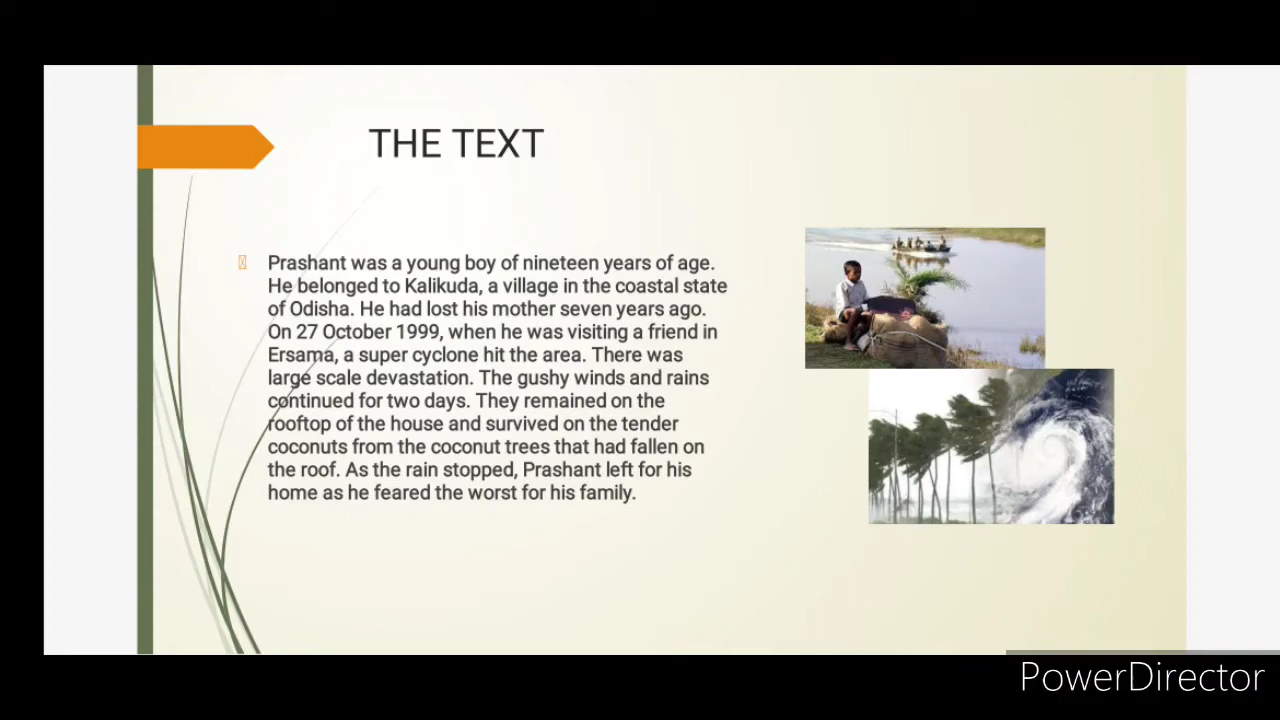 THE TEXT
Prashant was a young boy of nineteen years of age.
He belonged to Kalikuda, a village in the coastal state
of Odisha. He had lost his mother seven years ago.
On 27 October 1999, when he was visiting a friend in
Ersama, a super cyclone hit the area. There was
large scale devastation. The gushy winds and rains
continued for two days. They remained on the
rooftop of the house and survived on the tender
coconuts from the coconut trees that had fallen on
the roof. As the rain stopped, Prashant left for his
home as he feared the worst for his family.
PowerDirector